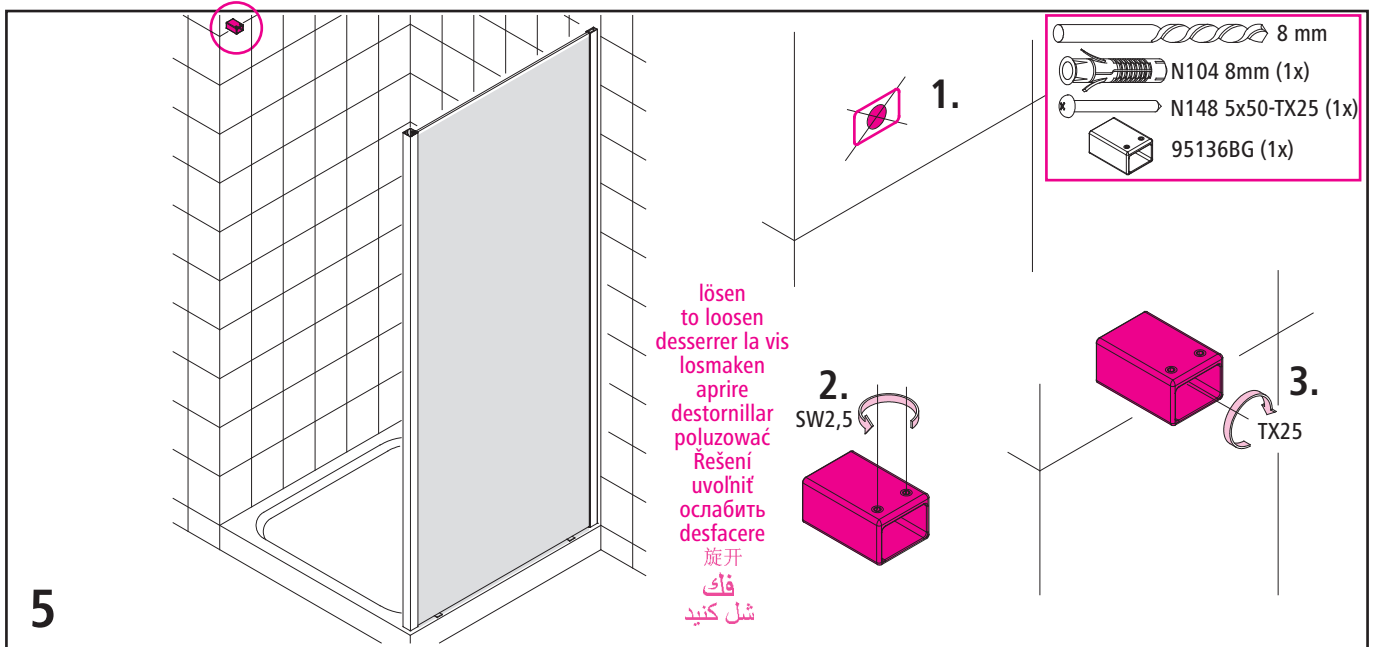 8 mm
N104 8mm (1x)
N148 5x50-TX25 (1x)
95136BG (1x)
1.
lösen
to loosen
desserrer la vis
losmaken
aprire
destornillar
poluzować
Řešení
uvoľniť
ослабить
desfacere
旋开
فك
شل کنید
2.
SW2,5
3.
TX25
5